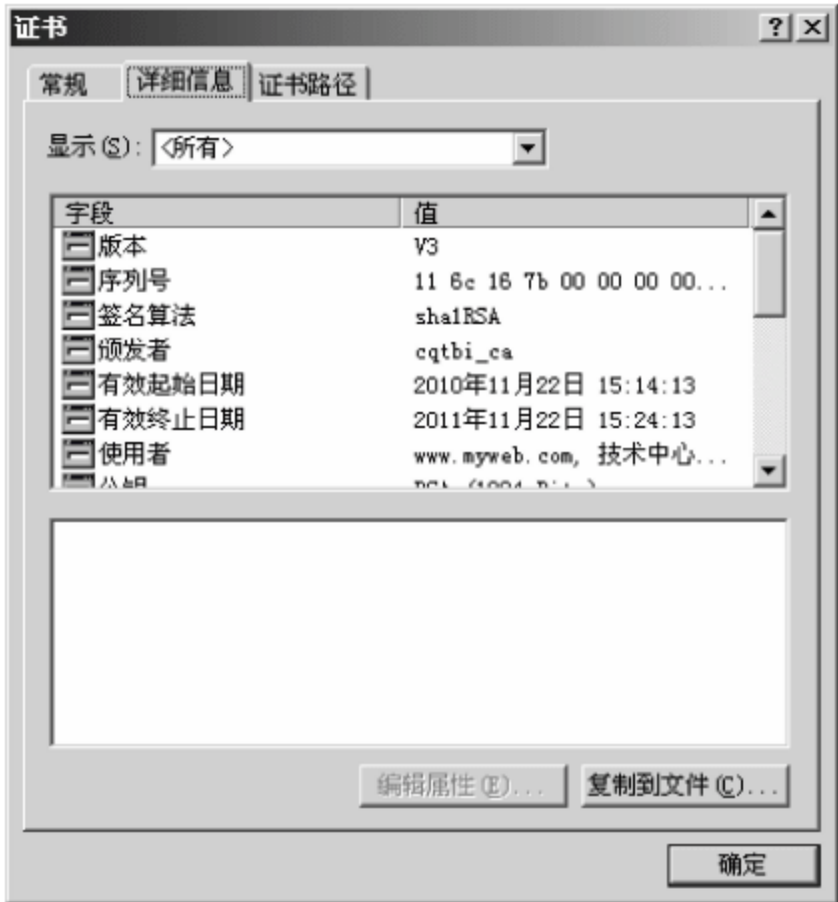 证书
常规 详细信息 证书路径
显示(S): <所有>
字段 值
版本 V3
序列号 11 6c 16 7b 00 00 00 00...
签名算法 sha1RSA
颁发者 cqtbi_ca
有效起始日期 2010年11月22日 15:14:13
有效终止日期 2011年11月22日 15:24:13
使用者 www.myweb.com, 技术中心...
编辑属性(E)... 复制到文件(C)...
确定